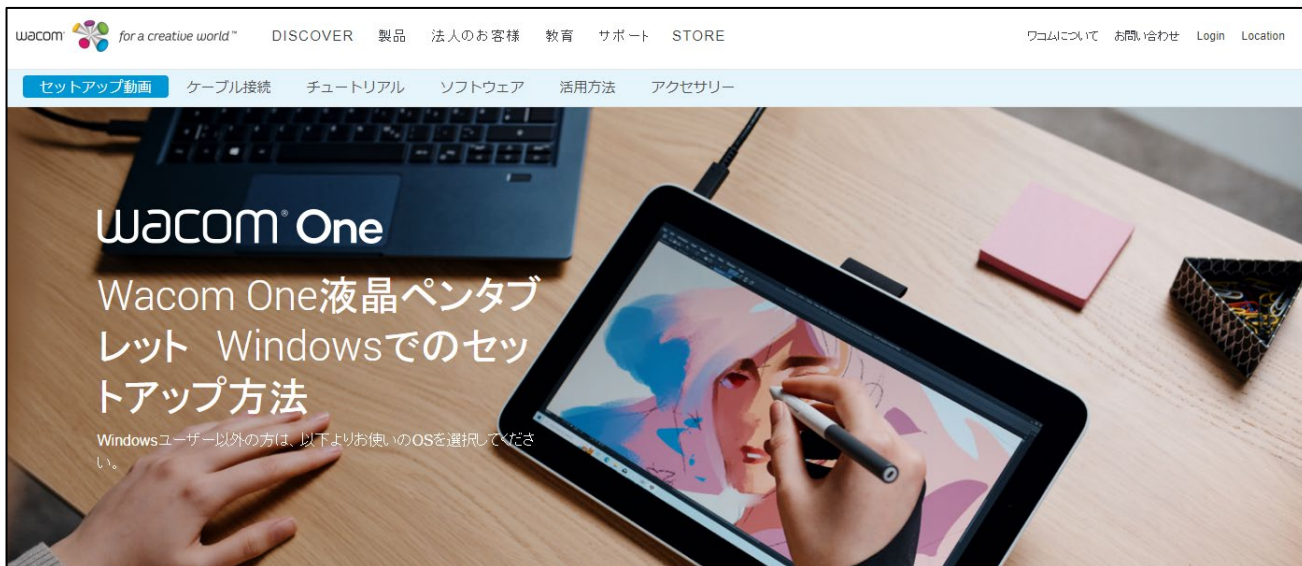 wacom for a creative world™ DISCOVER 製品 法人のお客様 教育 サポート STORE ワコムについて お問い合わせ Login Location
セットアップ動画 ケーブル接続 チュートリアル ソフトウェア 活用方法 アクセサリー
wacom® One
Wacom One液晶ペンタブ
レット Windowsでのセッ
トアップ方法
Windowsユーザー以外の方は、以下よりお使いのOSを選択してくださ
い。